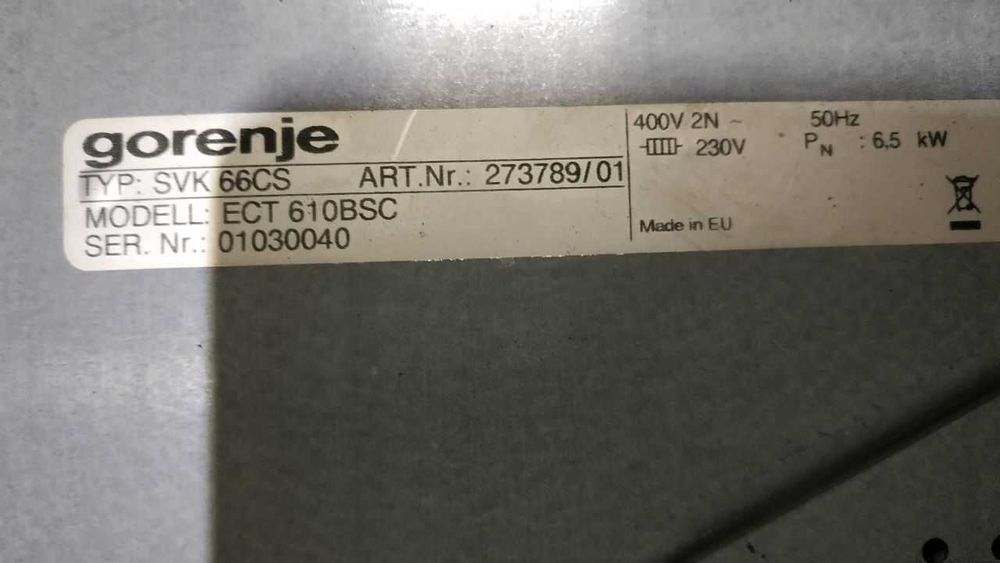 gorenje
TYP: SVK 66CS ART.Nr.: 273789/01
MODELL: ECT 610BSC
SER. Nr.: 01030040
400V 2N ~ 50Hz
230V PN : 6,5 kW
Made in EU